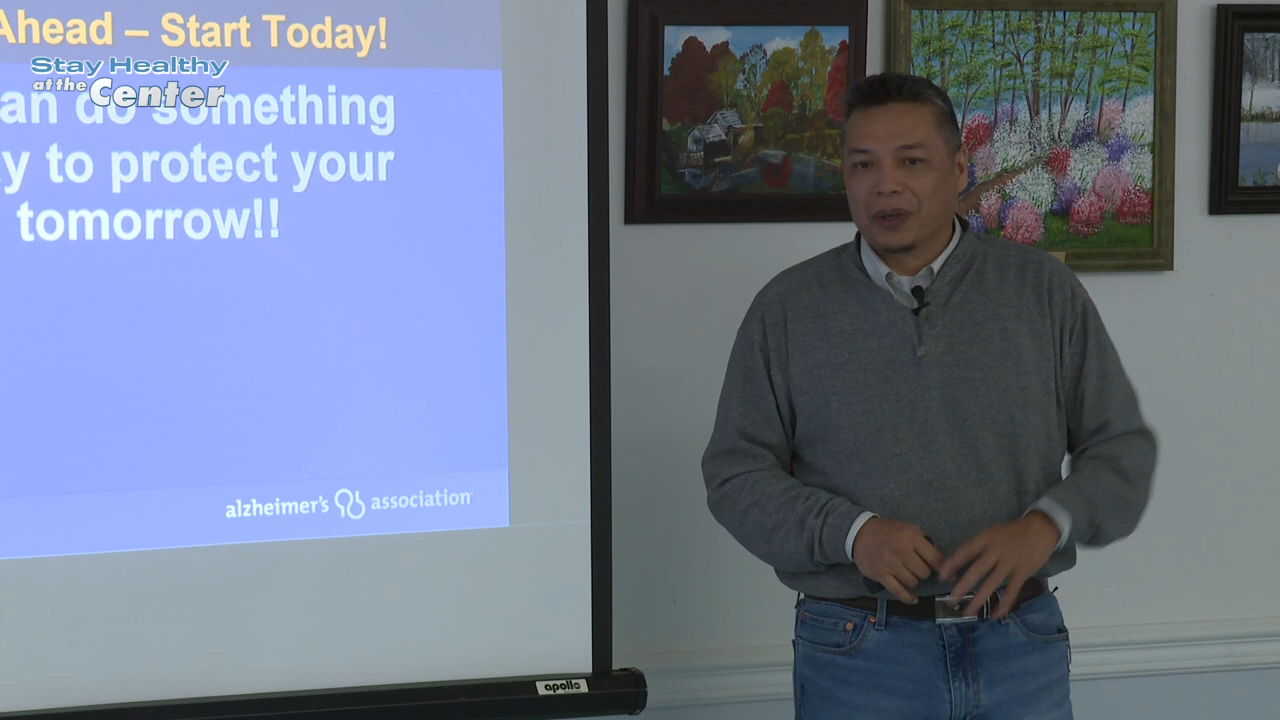 Ahead – Start Today!
Stay Healthy
at the Center
an do something
y to protect your
tomorrow!!
alzheimer's association
apollo